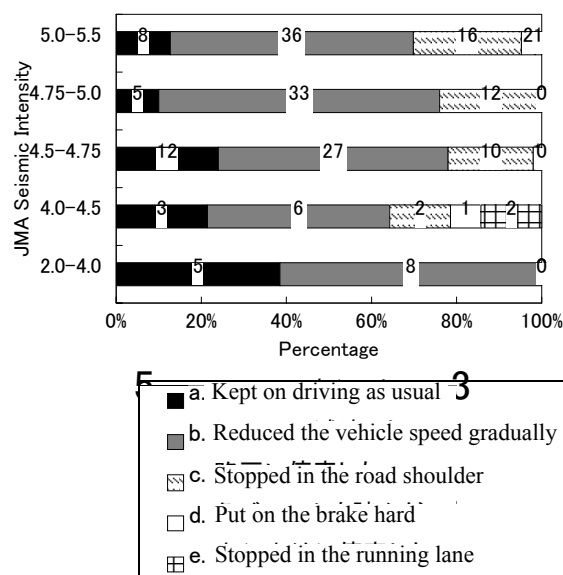 JMA Seismic Intensity
5.0-5.5 8 36 16 21
4.75-5.0 5 33 12 0
4.5-4.75 12 27 10 0
4.0-4.5 3 6 2 1 2
2.0-4.0 5 8 0
0% 20% 40% 60% 80% 100%
Percentage
a. Kept on driving as usual
b. Reduced the vehicle speed gradually
c. Stopped in the road shoulder
d. Put on the brake hard
e. Stopped in the running lane